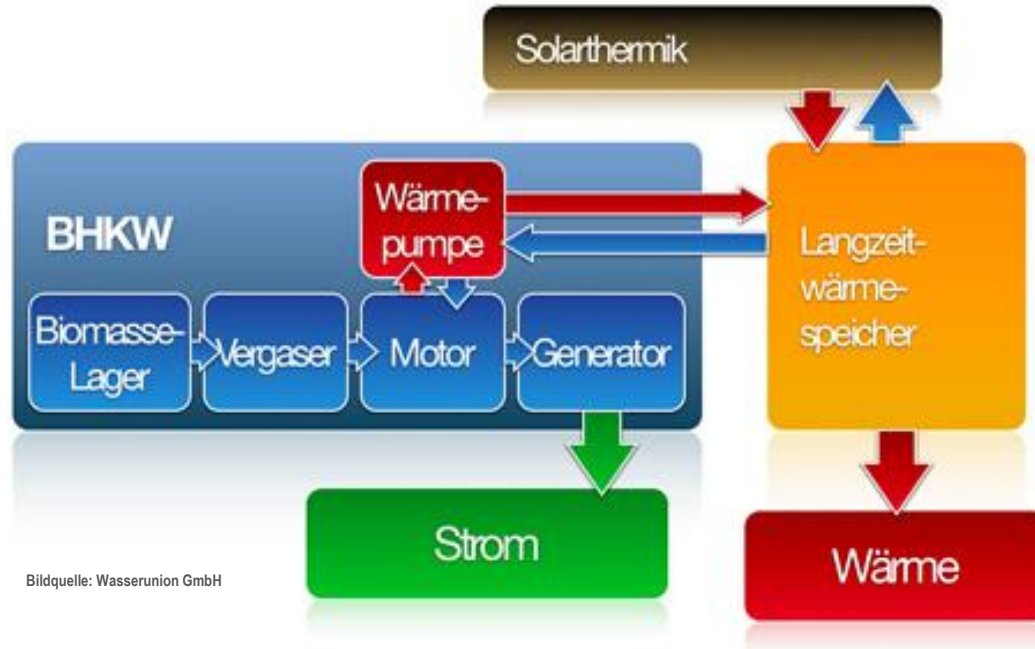 Solarthermik
BHKW
Wärme-
pumpe
Langzeit-
wärme-
speicher
Biomasse-
Lager
Vergaser
Motor
Generator
Strom
Wärme
Bildquelle: Wasserunion GmbH